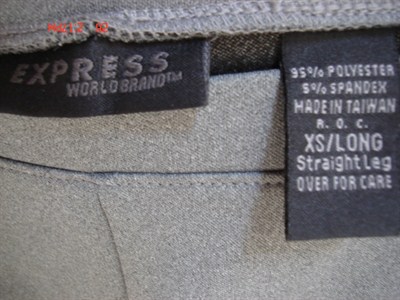 EXPRESS
WORLD BRAND™
95% POLYESTER
5% SPANDEX
MADE IN TAIWAN
R. O. C.
XS/LONG
Straight Leg
OVER FOR CARE